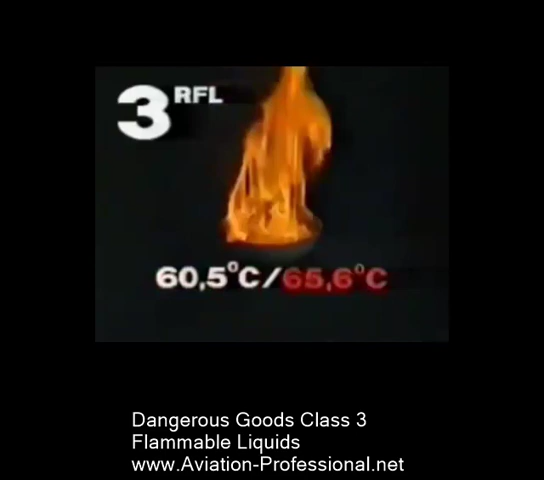 3 RFL
60,5°C/65,6°C
Dangerous Goods Class 3
Flammable Liquids
www.Aviation-Professional.net